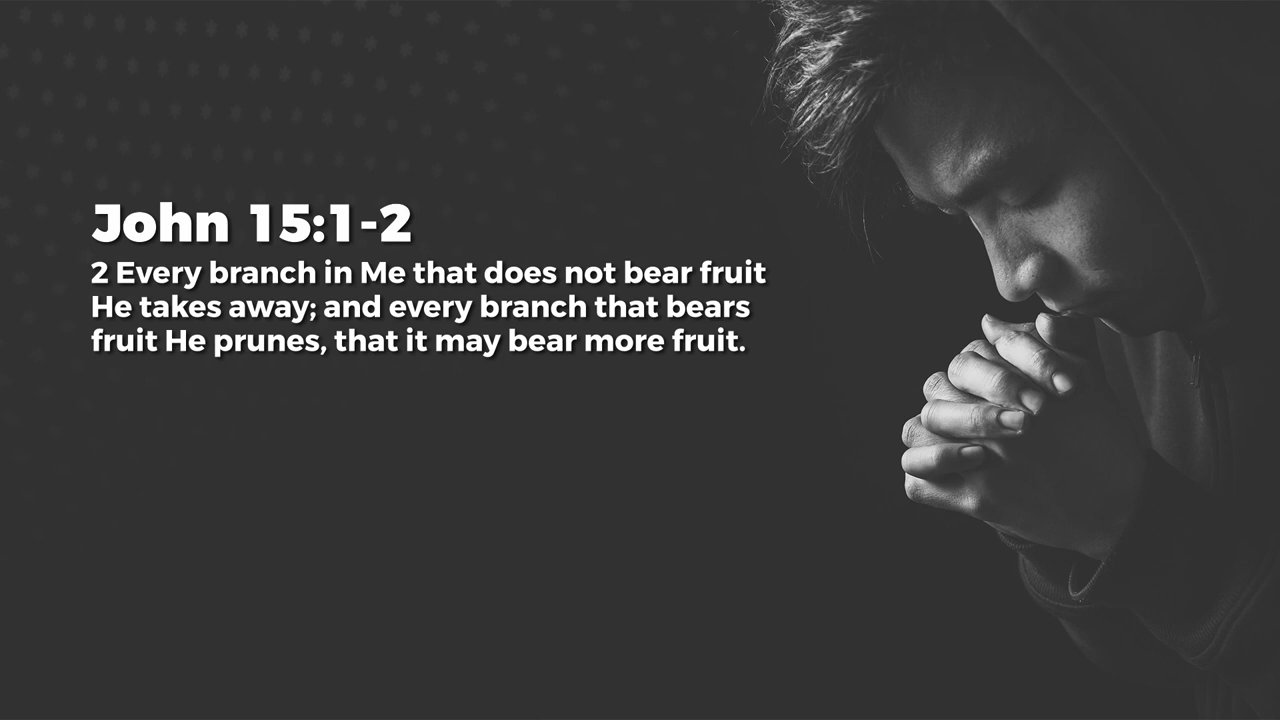 John 15:1-2
2 Every branch in Me that does not bear fruit
He takes away; and every branch that bears
fruit He prunes, that it may bear more fruit.